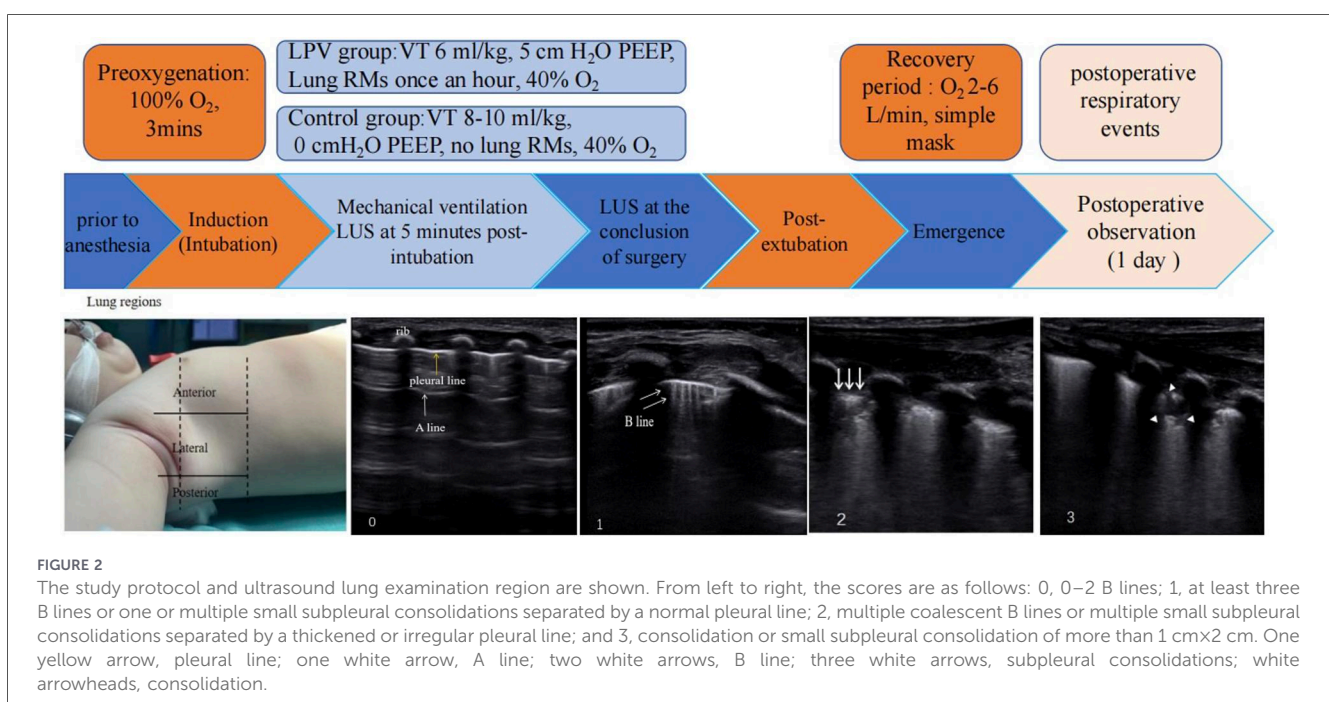 Preoxygenation:
100% O₂,
3mins
LPV group:VT 6 ml/kg, 5 cm H₂O PEEP,
Lung RMs once an hour, 40% O₂
Control group:VT 8-10 ml/kg,
0 cmH₂O PEEP, no lung RMs, 40% O₂
Recovery
period : O₂ 2-6
L/min, simple
mask
postoperative
respiratory
events
prior to
anesthesia
Induction
(Intubation)
Mechanical ventilation
LUS at 5 minutes post-
intubation
LUS at the
conclusion
of surgery
Post-
extubation
Emergence
Postoperative
observation
(1 day )
Lung regions
Anterior
Lateral
Posterior
rib
pleural line
A line
0
B line
1
2
3
FIGURE 2
The study protocol and ultrasound lung examination region are shown. From left to right, the scores are as follows: 0, 0–2 B lines; 1, at least three
B lines or one or multiple small subpleural consolidations separated by a normal pleural line; 2, multiple coalescent B lines or multiple small subpleural
consolidations separated by a thickened or irregular pleural line; and 3, consolidation or small subpleural consolidation of more than 1 cm×2 cm. One
yellow arrow, pleural line; one white arrow, A line; two white arrows, B line; three white arrows, subpleural consolidations; white
arrowheads, consolidation.